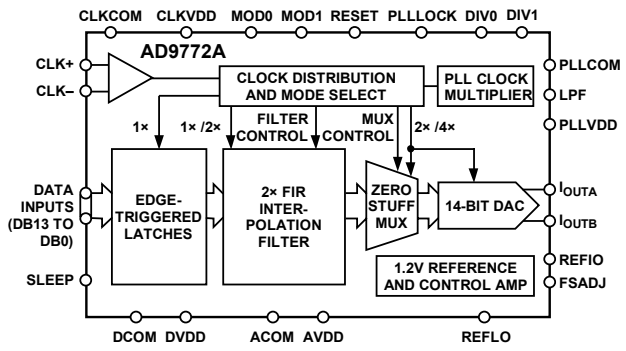 CLKCOM CLKVDD MOD0 MOD1 RESET PLLLOCK DIV0 DIV1
AD9772A
CLK+
CLK–
CLOCK DISTRIBUTION
AND MODE SELECT
PLL CLOCK
MULTIPLIER
PLLCOM
LPF
PLLVDD
1×
1×/2×
FILTER
CONTROL
MUX
CONTROL
2×/4×
DATA
INPUTS
(DB13 TO
DB0)
EDGE-
TRIGGERED
LATCHES
2× FIR
INTER-
POLATION
FILTER
ZERO
STUFF
MUX
14-BIT DAC
IOUTA
IOUTB
SLEEP
1.2V REFERENCE
AND CONTROL AMP
REFIO
FSADJ
DCOM DVDD ACOM AVDD REFLO